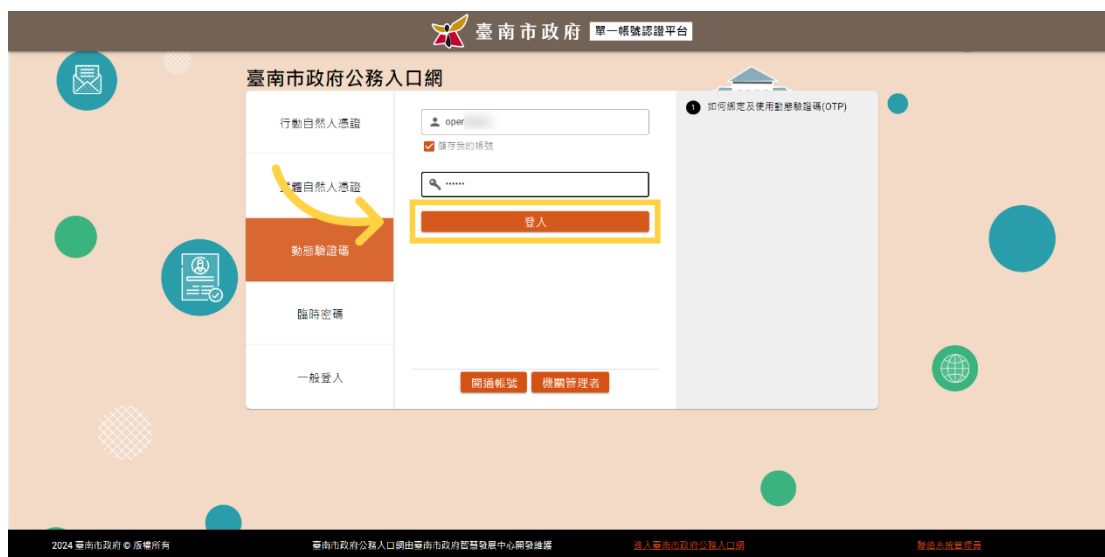 臺南市政府 單一帳號認證平台
臺南市政府公務入口網
行動自然人憑證
oper
儲存我的帳號
自然人憑證
••••••
登入
動態驗證碼
臨時密碼
一般登入
開通帳號 機關管理者
1 如何綁定及使用動態驗證碼(OTP)
2024 臺南市政府 © 版權所有
臺南市政府公務入口網由臺南市政府智慧發展中心開發維護
進入臺南市政府公務入口網
聯絡系統管理員